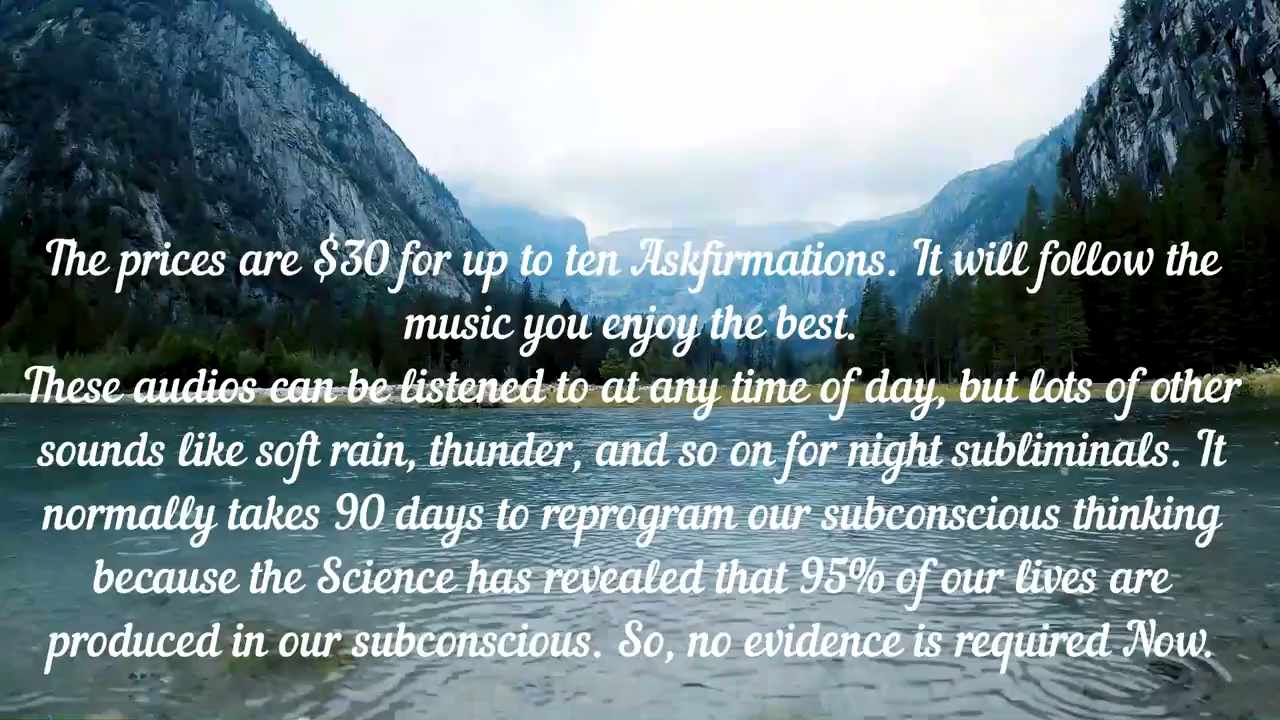 The prices are $30 for up to ten Askfirmations. It will follow the
music you enjoy the best.
These audios can be listened to at any time of day, but lots of other
sounds like soft rain, thunder, and so on for night subliminals. It
normally takes 90 days to reprogram our subconscious thinking
because the Science has revealed that 95% of our lives are
produced in our subconscious. So, no evidence is required Now.